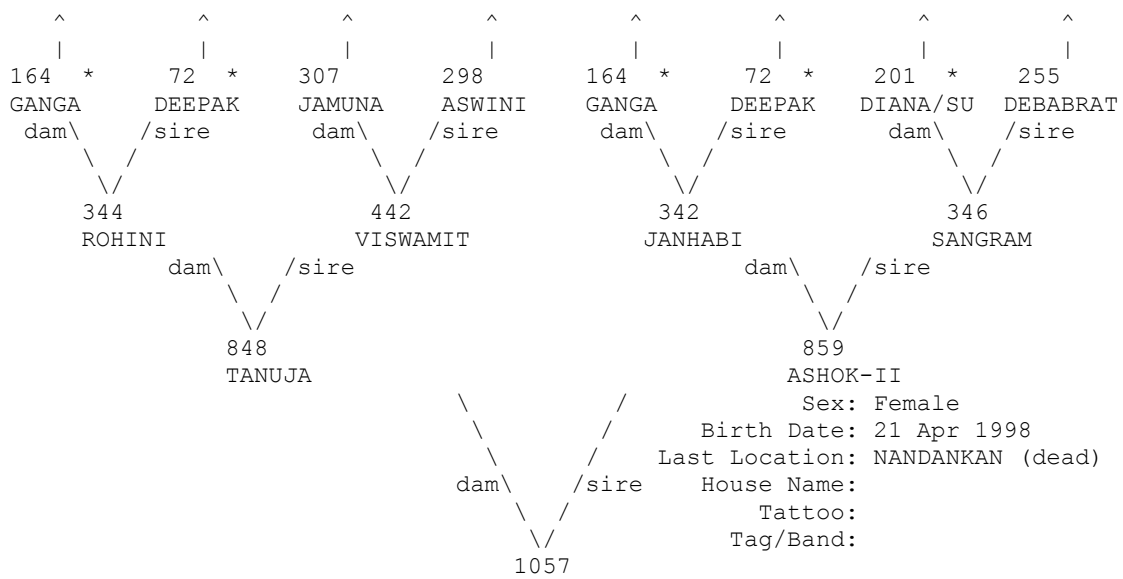 ^ ^ ^ ^ ^ ^ ^ ^
| | | | | | | |
164 * 72 * 307 298 164 * 72 * 201 * 255
GANGA DEEPAK JAMUNA ASWINI GANGA DEEPAK DIANA/SU DEBABRAT
dam\ /sire dam\ /sire dam\ /sire dam\ /sire
\ / \ / \ / \ /
\/ \/ \/ \/
344 442 342 346
ROHINI VISWAMIT JANHABI SANGRAM
dam\ /sire dam\ /sire
\ / \ /
\/ \/
848 859
TANUJA ASHOK-II
\ / Sex: Female
\ / Birth Date: 21 Apr 1998
\ / Last Location: NANDANKAN (dead)
dam\ /sire House Name:
\ / Tattoo:
\/ Tag/Band:
1057